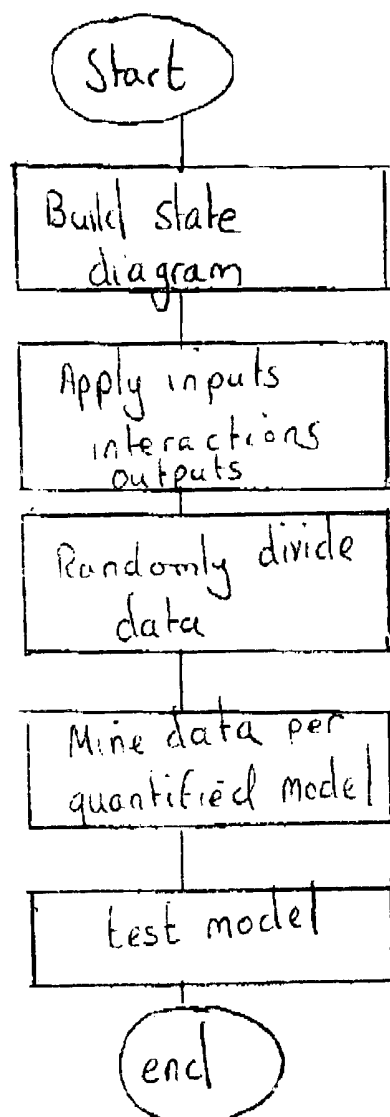 Start
Build state
diagram
Apply inputs
interactions
outputs
Randomly divide
data
Mine data per
quantified model
test model
end